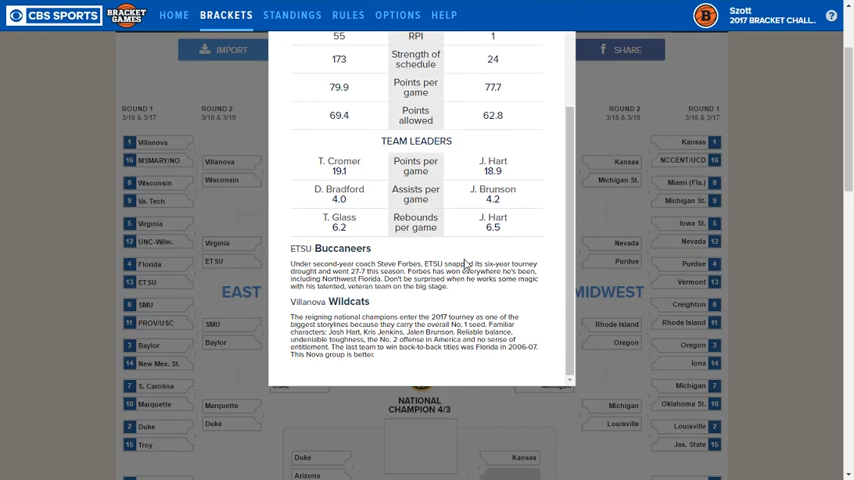 CBS SPORTS
BRACKET GAMES
HOME
BRACKETS
STANDINGS
RULES
OPTIONS
HELP
B
Szott
2017 BRACKET CHALL...
?
IMPORT
SHARE
55 RPI 1
173 Strength of schedule 24
79.9 Points per game 77.7
69.4 Points allowed 62.8
TEAM LEADERS
T. Cromer 19.1 Points per game J. Hart 18.9
D. Bradford 4.0 Assists per game J. Brunson 4.2
T. Glass 6.2 Rebounds per game J. Hart 6.5
ETSU Buccaneers
Under second-year coach Steve Forbes, ETSU snapped its six-year tourney
drought and went 27-7 this season. Forbes has won everywhere he's been,
including Northwest Florida. Don't be surprised when he works some magic
with his talented, veteran team on the big stage.
Villanova Wildcats
The reigning national champions enter the 2017 tourney as one of the
biggest storylines because they carry the overall No. 1 seed. Familiar
characters: Josh Hart, Kris Jenkins, Jalen Brunson. Reliable balance,
undeniable toughness, the No. 2 offense in America and no sense of
entitlement. The last team to win back-to-back titles was Florida in 2006-07.
This Nova group is better.
ROUND 1
3/16 & 3/17
ROUND 2
3/18 & 3/19
1 Villanova
16 MSMARY/NO
8 Wisconsin
9 Va. Tech
5 Virginia
12 UNC-Wilm.
4 Florida
13 ETSU
6 SMU
11 PROV/USC
3 Baylor
14 New Mex. St.
7 S. Carolina
10 Marquette
2 Duke
15 Troy
Villanova
Wisconsin
Virginia
ETSU
SMU
Baylor
Marquette
Duke
EAST
MIDWEST
Duke
Michigan
NATIONAL
CHAMPION 4/3
Duke
Arizona
Kansas
ROUND 2
3/18 & 3/19
ROUND 1
3/16 & 3/17
Kansas
Michigan St.
Nevada
Purdue
Rhode Island
Oregon
Michigan
Louisville
Kansas 1
NCCENT/UCD 16
Miami (Fla.) 8
Michigan St. 9
Iowa St. 5
Nevada 12
Purdue 4
Vermont 13
Creighton 6
Rhode Island 11
Oregon 3
Iona 14
Michigan 7
Oklahoma St. 10
Louisville 2
Jax. State 15